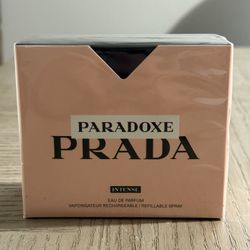 PARADOXE
PRADA
INTENSE
EAU DE PARFUM
VAPORISATEUR RECHARGEABLE / REFILLABLE SPRAY